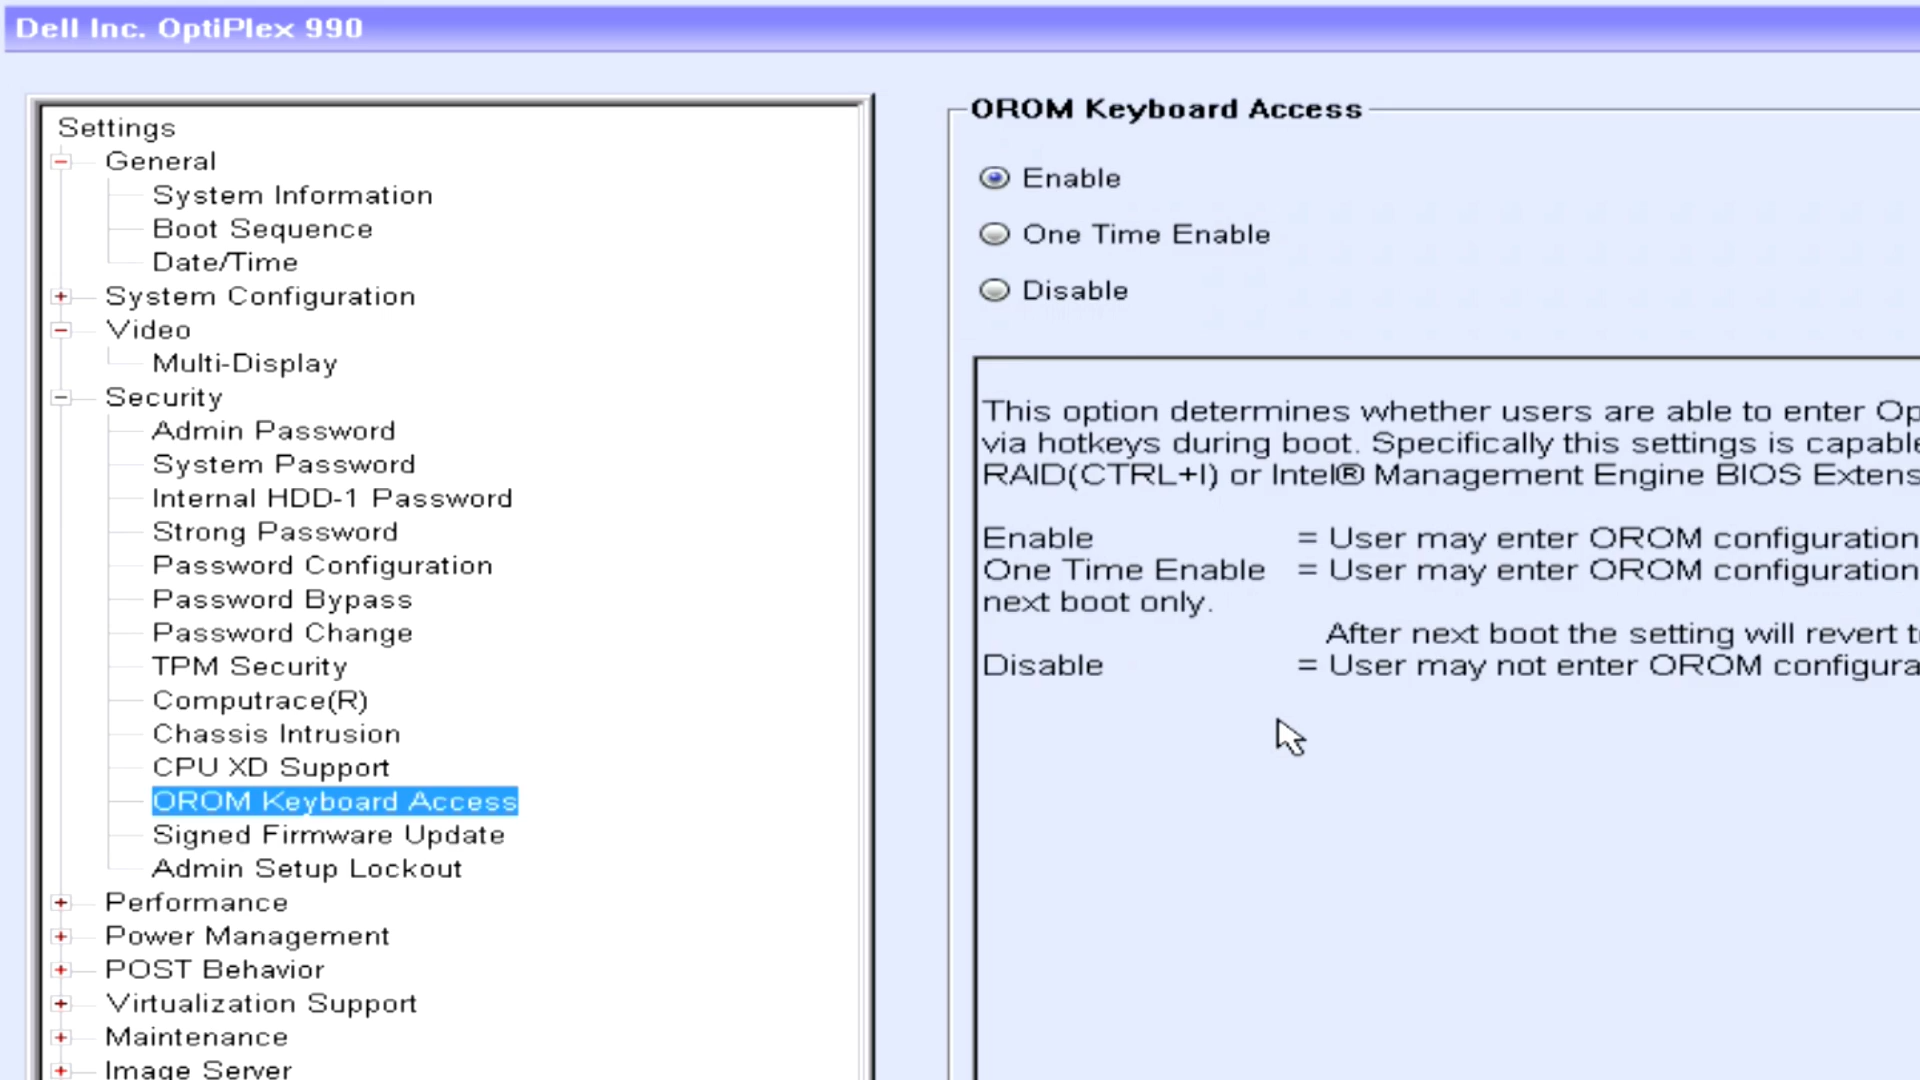 Dell Inc. OptiPlex 990
Settings
General
System Information
Boot Sequence
Date/Time
System Configuration
Video
Multi-Display
Security
Admin Password
System Password
Internal HDD-1 Password
Strong Password
Password Configuration
Password Bypass
Password Change
TPM Security
Computrace(R)
Chassis Intrusion
CPU XD Support
OROM Keyboard Access
Signed Firmware Update
Admin Setup Lockout
Performance
Power Management
POST Behavior
Virtualization Support
Maintenance
Image Server
OROM Keyboard Access
Enable
One Time Enable
Disable
This option determines whether users are able to enter Op
via hotkeys during boot. Specifically this settings is capable
RAID(CTRL+I) or Intel® Management Engine BIOS Extens
Enable = User may enter OROM configuration
One Time Enable = User may enter OROM configuration
next boot only.
After next boot the setting will revert t
Disable = User may not enter OROM configura